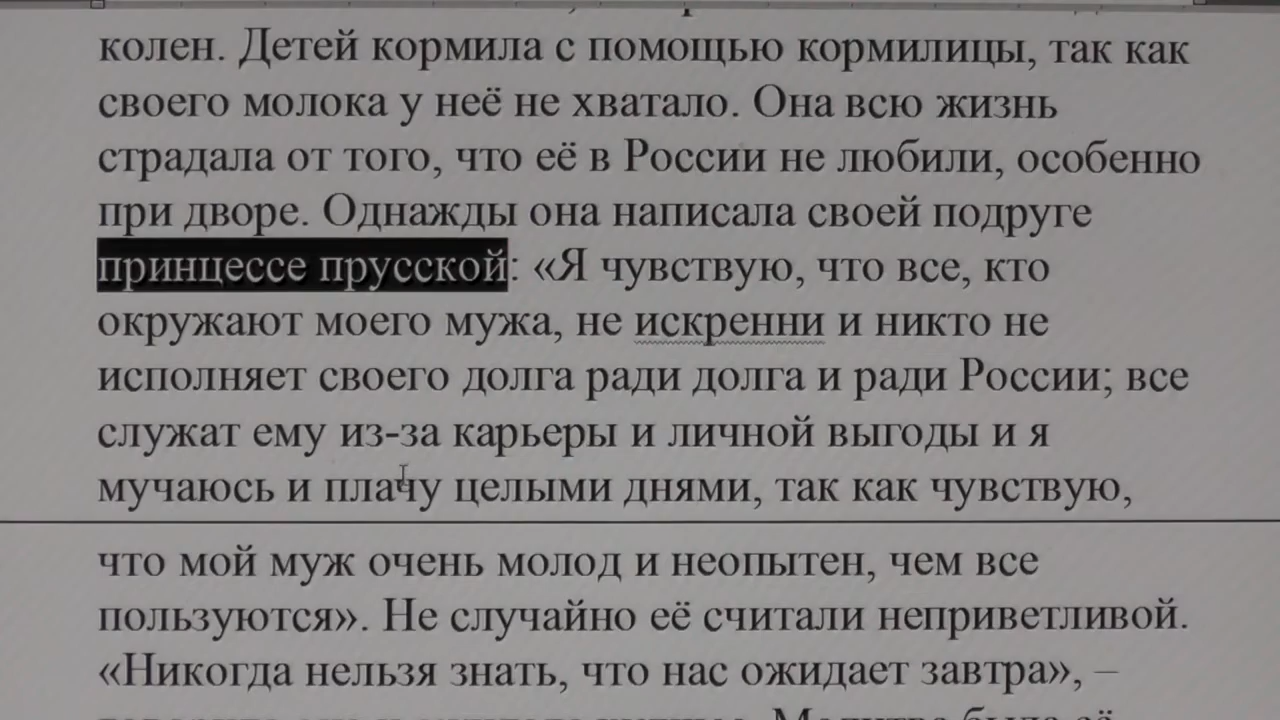 колен. Детей кормила с помощью кормилицы, так как
своего молока у неё не хватало. Она всю жизнь
страдала от того, что её в России не любили, особенно
при дворе. Однажды она написала своей подруге
принцессе прусской: «Я чувствую, что все, кто
окружают моего мужа, не искренни и никто не
исполняет своего долга ради долга и ради России; все
служат ему из-за карьеры и личной выгоды и я
мучаюсь и плачу целыми днями, так как чувствую,
что мой муж очень молод и неопытен, чем все
пользуются». Не случайно её считали неприветливой.
«Никогда нельзя знать, что нас ожидает завтра», –